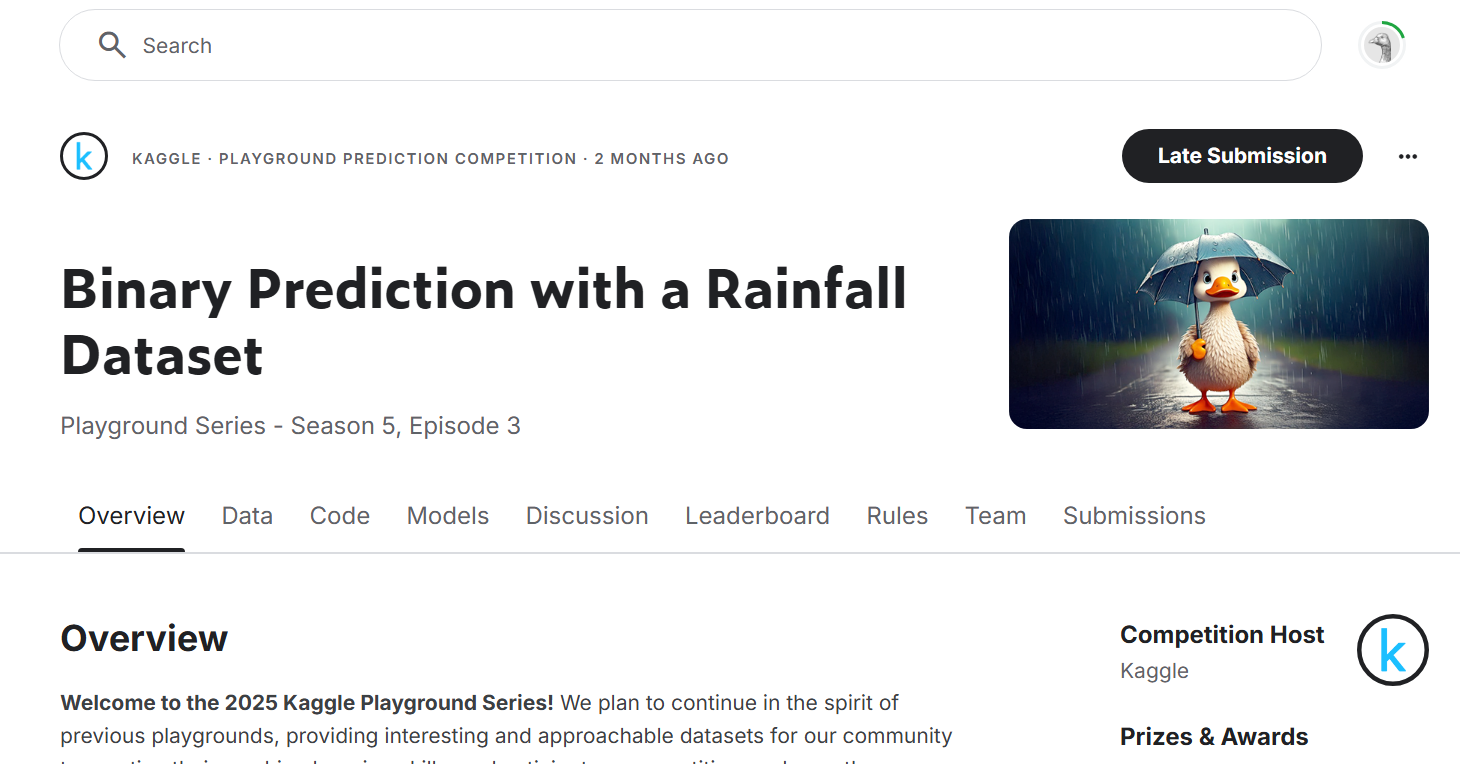 Search
k
KAGGLE · PLAYGROUND PREDICTION COMPETITION · 2 MONTHS AGO
Late Submission
Binary Prediction with a Rainfall
Dataset
Playground Series - Season 5, Episode 3
Overview Data Code Models Discussion Leaderboard Rules Team Submissions
Overview
Welcome to the 2025 Kaggle Playground Series! We plan to continue in the spirit of
previous playgrounds, providing interesting and approachable datasets for our community
Competition Host
Kaggle
k
Prizes & Awards